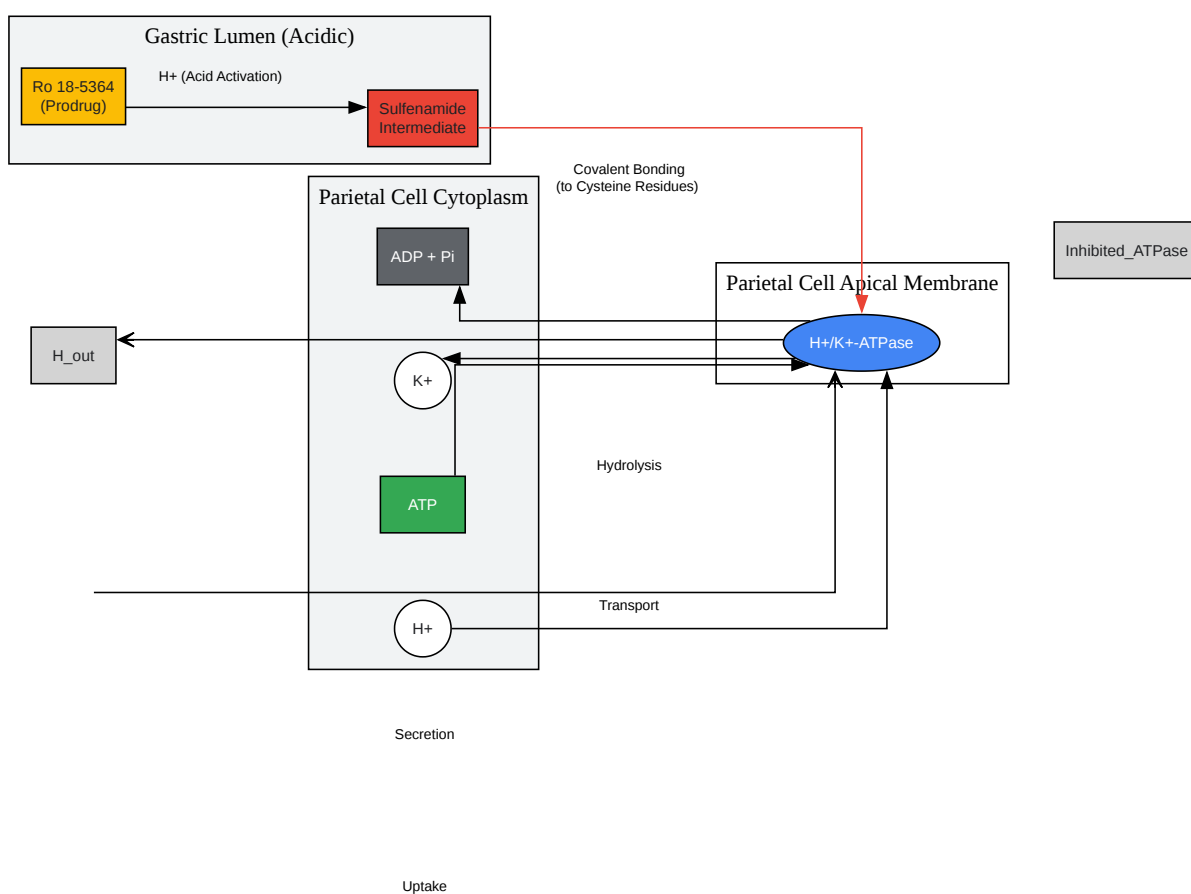 Gastric Lumen (Acidic)
Ro 18-5364
(Prodrug)
H+ (Acid Activation)
Sulfenamide
Intermediate
Covalent Bonding
(to Cysteine Residues)
Parietal Cell Cytoplasm
ADP + Pi
Inhibited_ATPase
Parietal Cell Apical Membrane
H+/K+-ATPase
H_out
K+
Hydrolysis
ATP
Transport
H+
Secretion
Uptake